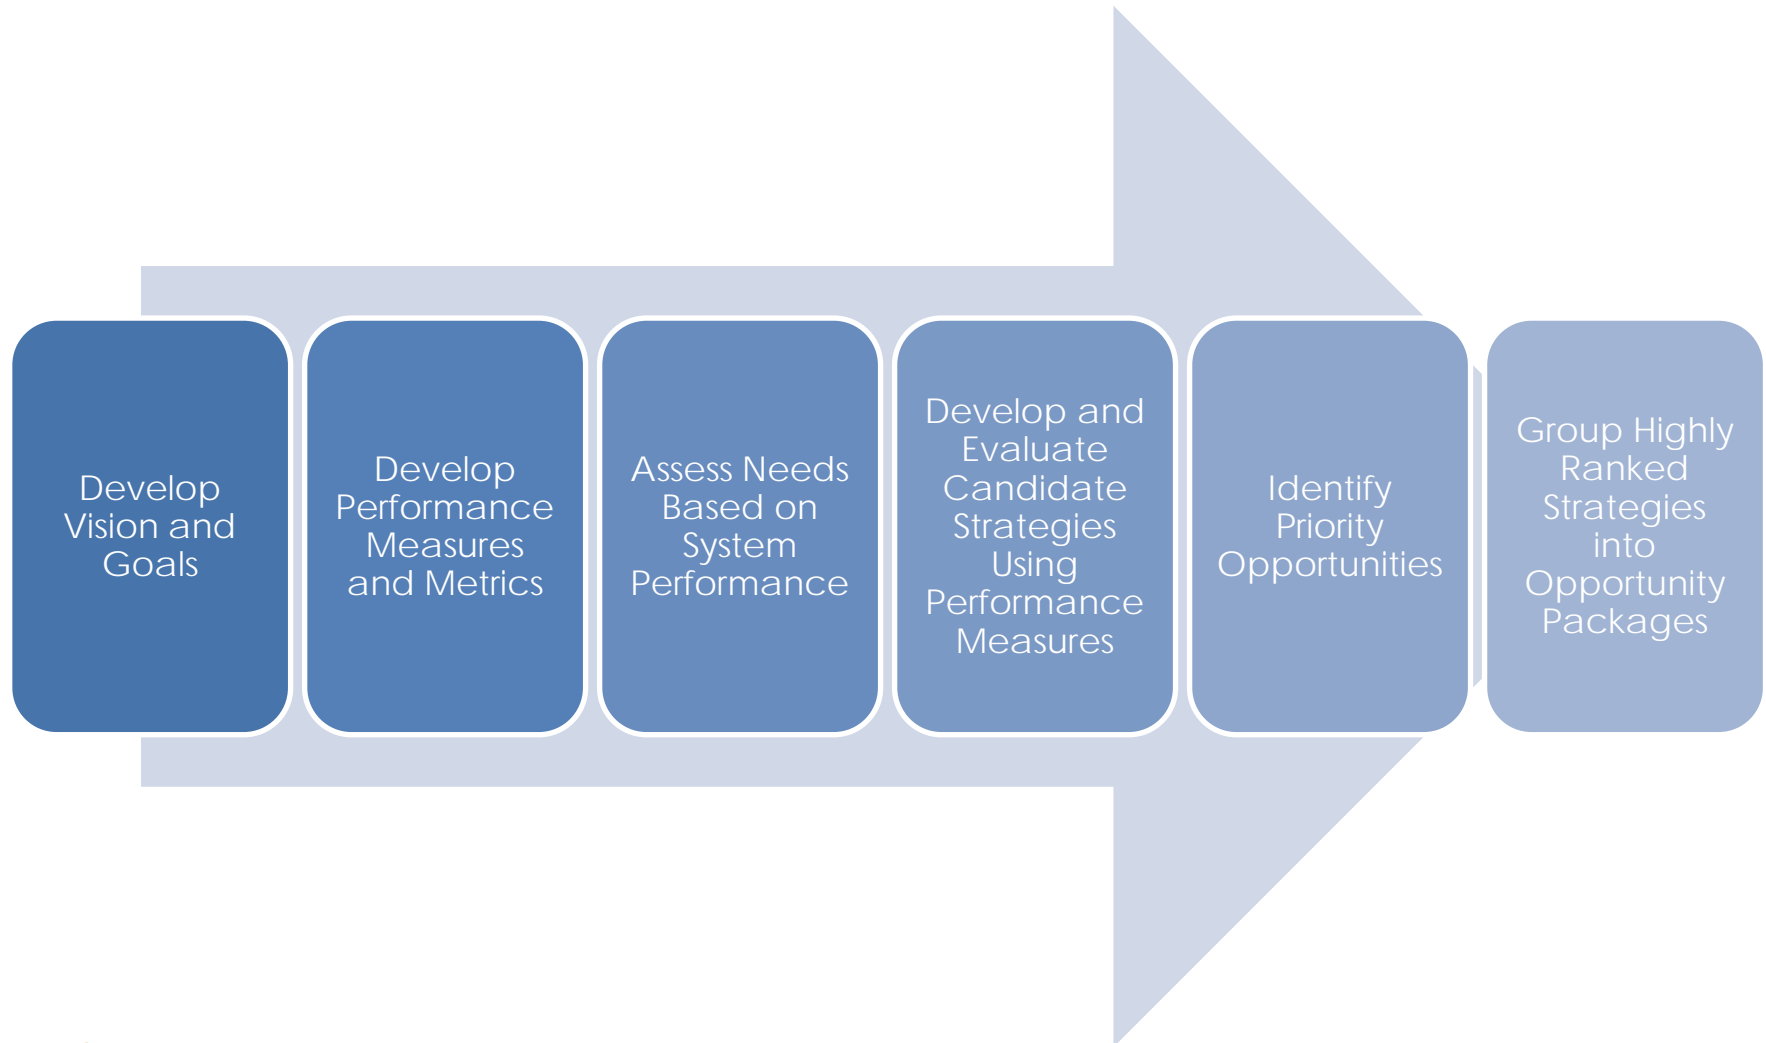 Develop
Vision and
Goals
Develop
Performance
Measures
and Metrics
Assess Needs
Based on
System
Performance
Develop and
Evaluate
Candidate
Strategies
Using
Performance
Measures
Identify
Priority
Opportunities
Group Highly
Ranked
Strategies
into
Opportunity
Packages